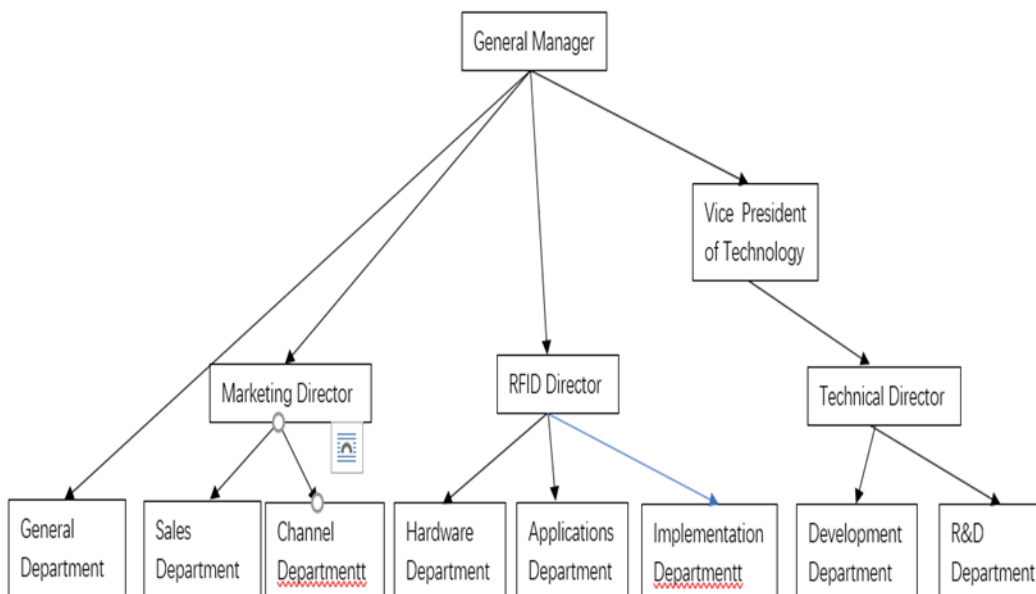 General Manager
Vice President
of Technology
Marketing Director
RFID Director
Technical Director
General
Department
Sales
Department
Channel
Departmentt
Hardware
Department
Applications
Department
Implementation
Departmentt
Development
Department
R&D
Department